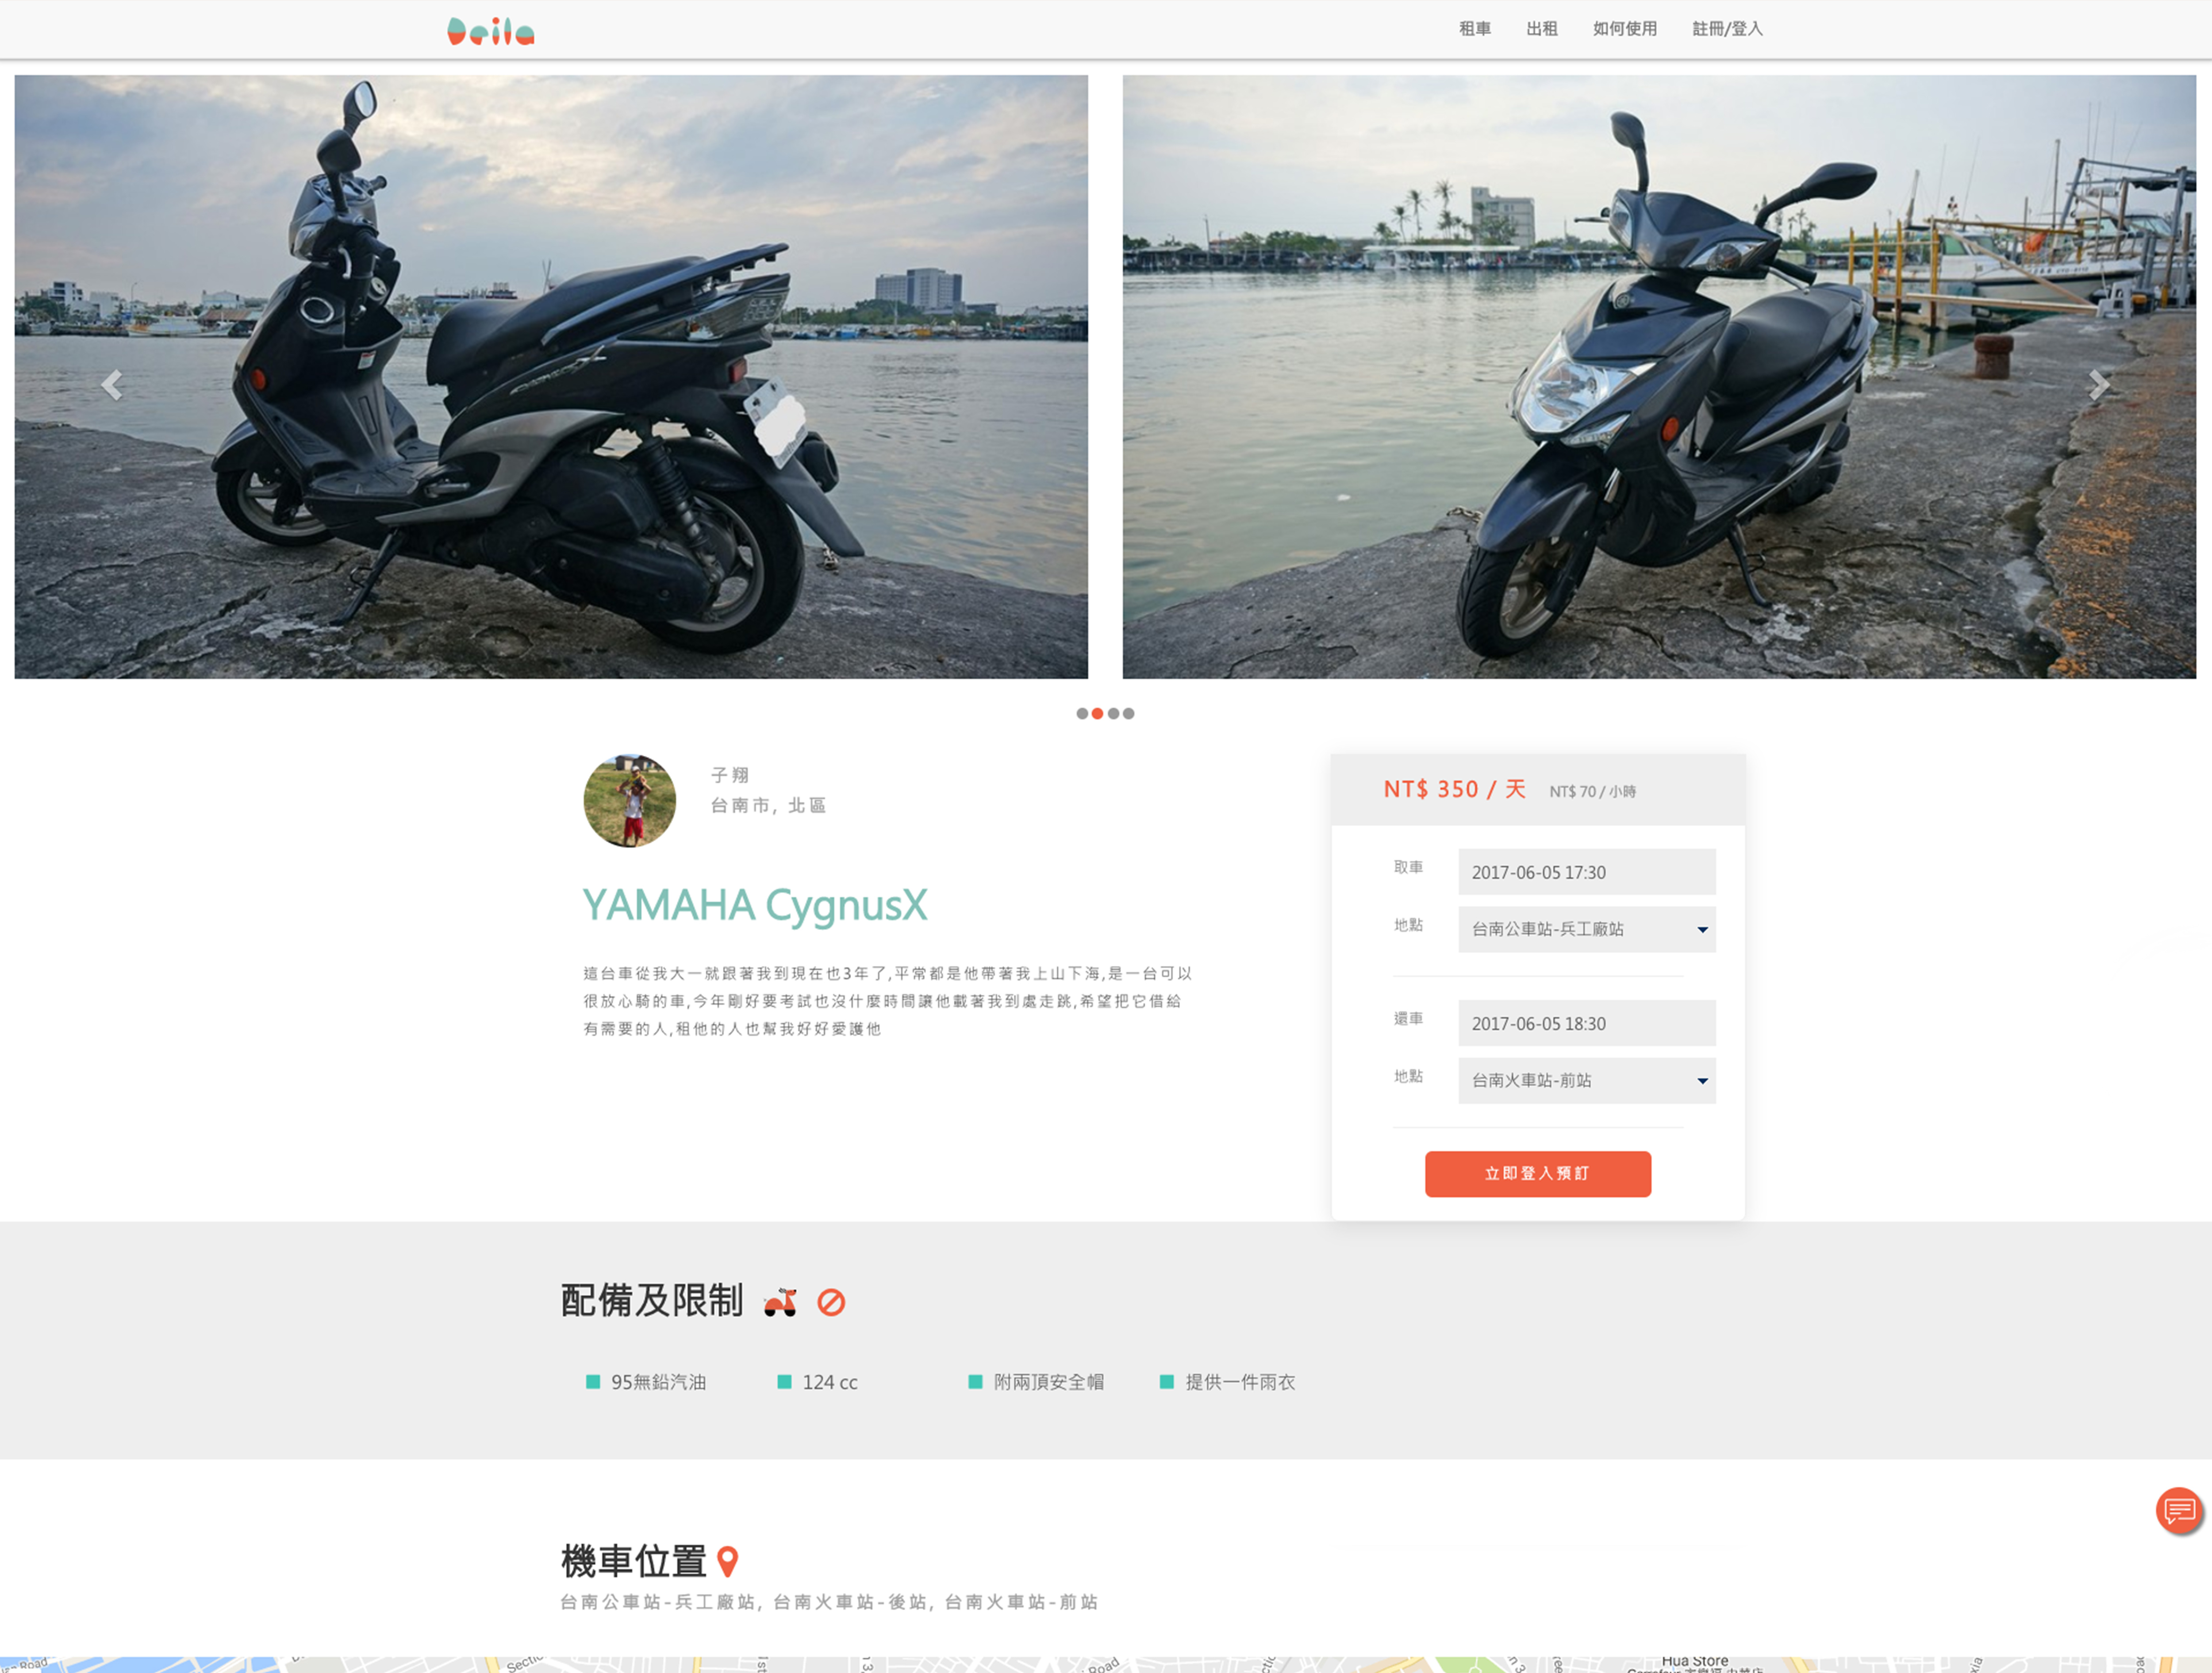 Deila
租車 出租 如何使用 註冊/登入
子翔
台南市, 北區
YAMAHA CygnusX
這台車從我大一就跟著我到現在也3年了,平常都是他帶著我上山下海,是一台可以
很放心騎的車,今年剛好要考試也沒什麼時間讓他載著我到處走跳,希望把它借給
有需要的人,租他的人也幫我好好愛護他
NT$ 350 / 天 NT$ 70 / 小時
取車 2017-06-05 17:30
地點 台南公車站-兵工廠站
還車 2017-06-05 18:30
地點 台南火車站-前站
立即登入預訂
配備及限制
95無鉛汽油 124 cc 附兩頂安全帽 提供一件雨衣
機車位置
台南公車站-兵工廠站, 台南火車站-後站, 台南火車站-前站
Road
Road
Hua Store